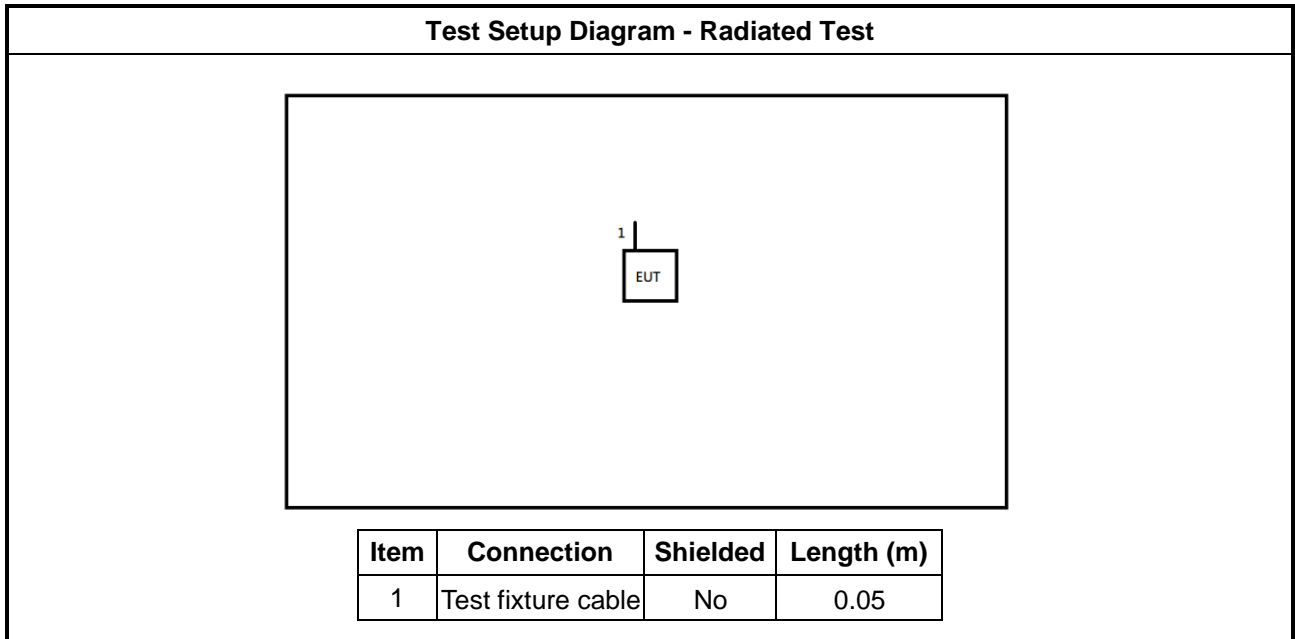 Test Setup Diagram - Radiated Test
1
EUT
Item Connection Shielded Length (m)
1 Test fixture cable No 0.05